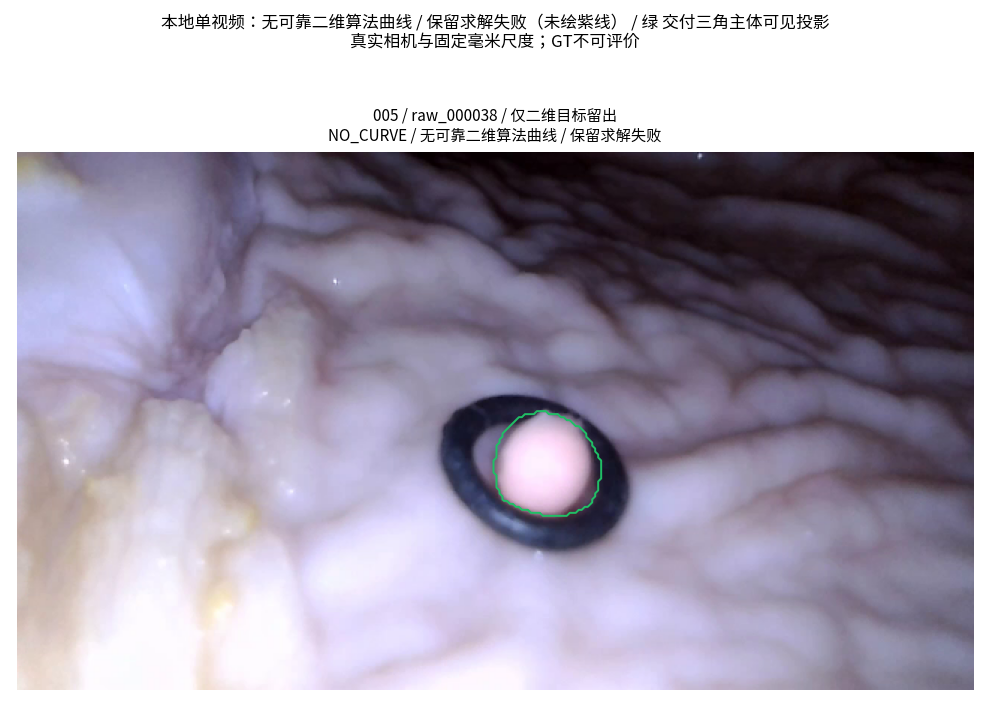 本地单视频：无可靠二维算法曲线 / 保留求解失败（未绘紫线） / 绿 交付三角主体可见投影
真实相机与固定毫米尺度；GT不可评价
005 / raw_000038 / 仅二维目标留出
NO_CURVE / 无可靠二维算法曲线 / 保留求解失败